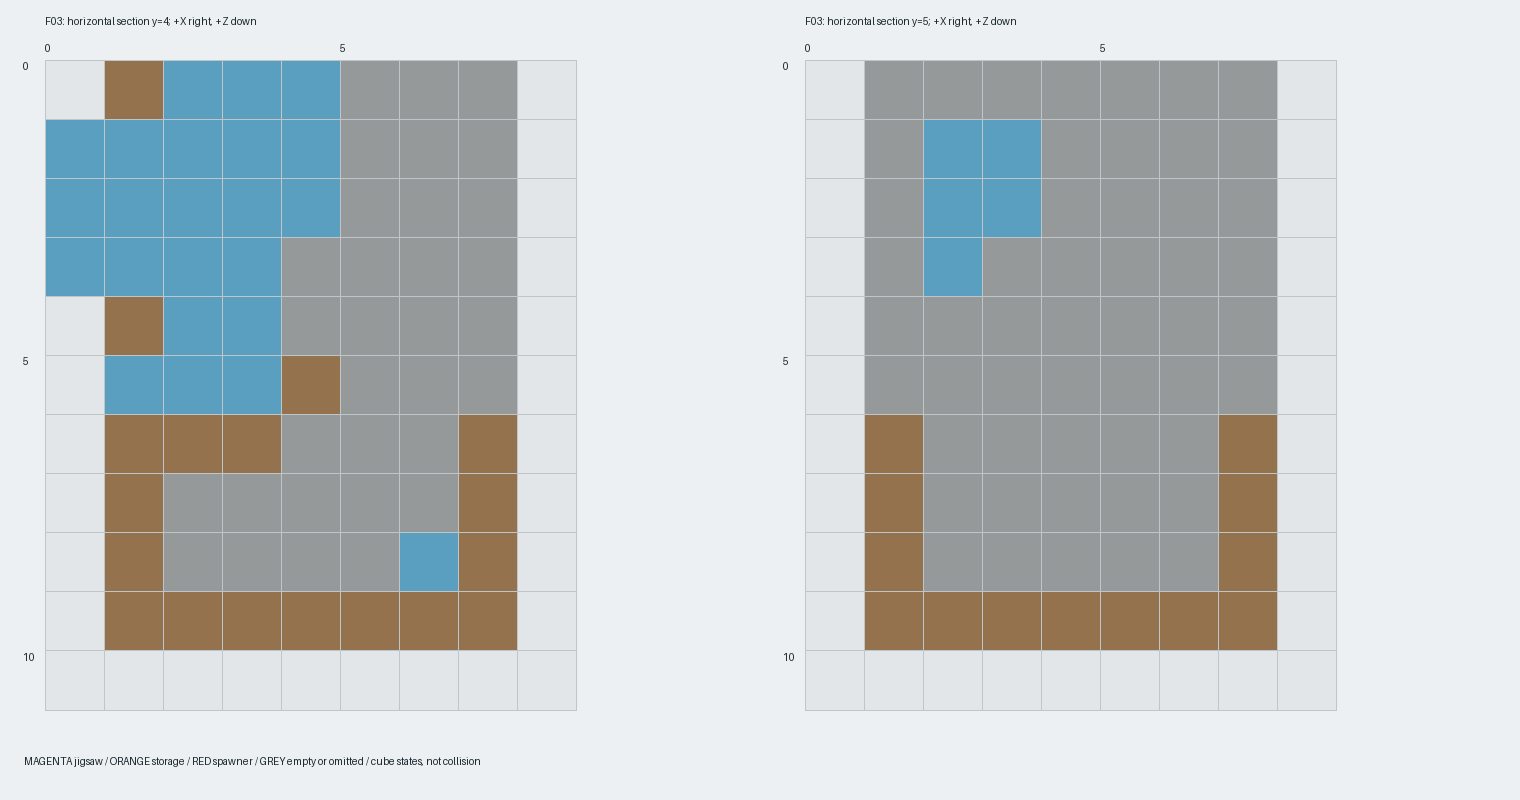 F03: horizontal section y=4; +X right, +Z down
F03: horizontal section y=5; +X right, +Z down
0 5
0 5
0
5
10
0
5
10
MAGENTA jigsaw / ORANGE storage / RED spawner / GREY empty or omitted / cube states, not collision